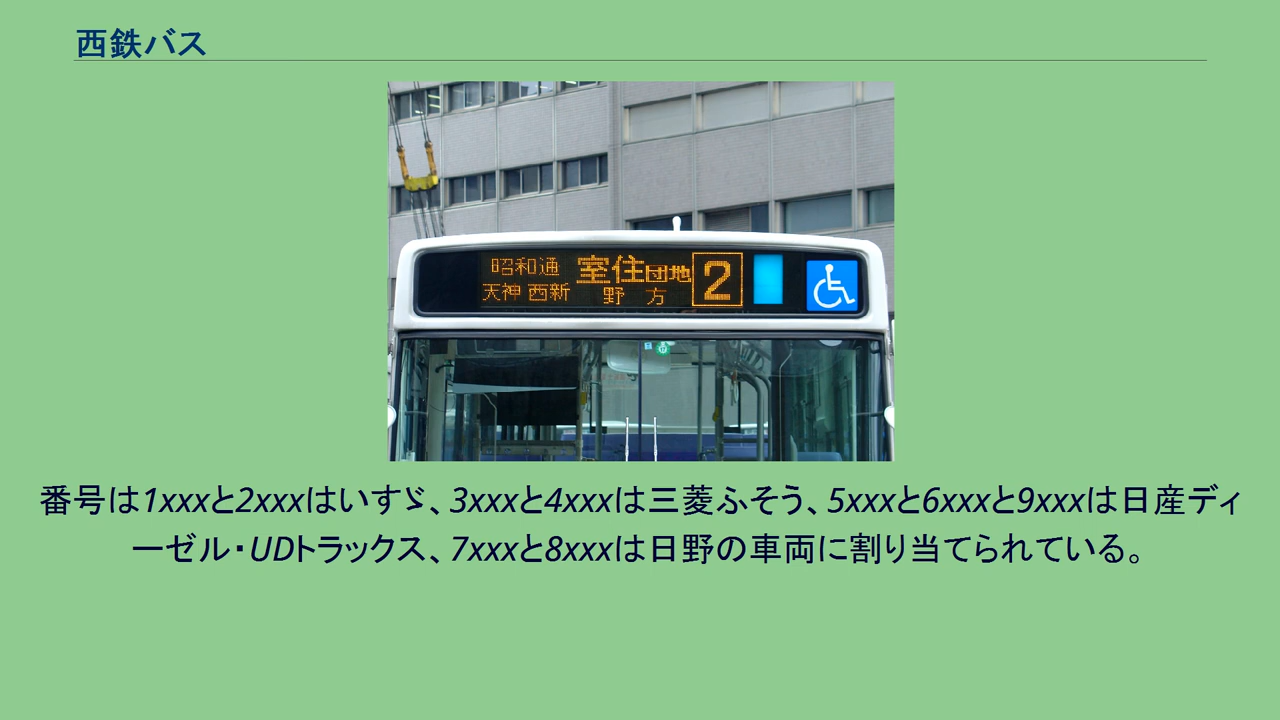 西鉄バス
昭和通 室住団地 2
天神 西新 野方
番号は1xxxと2xxxはいすゞ、3xxxと4xxxは三菱ふそう、5xxxと6xxxと9xxxは日産ディ
ーゼル・UDトラックス、7xxxと8xxxは日野の車両に割り当てられている。